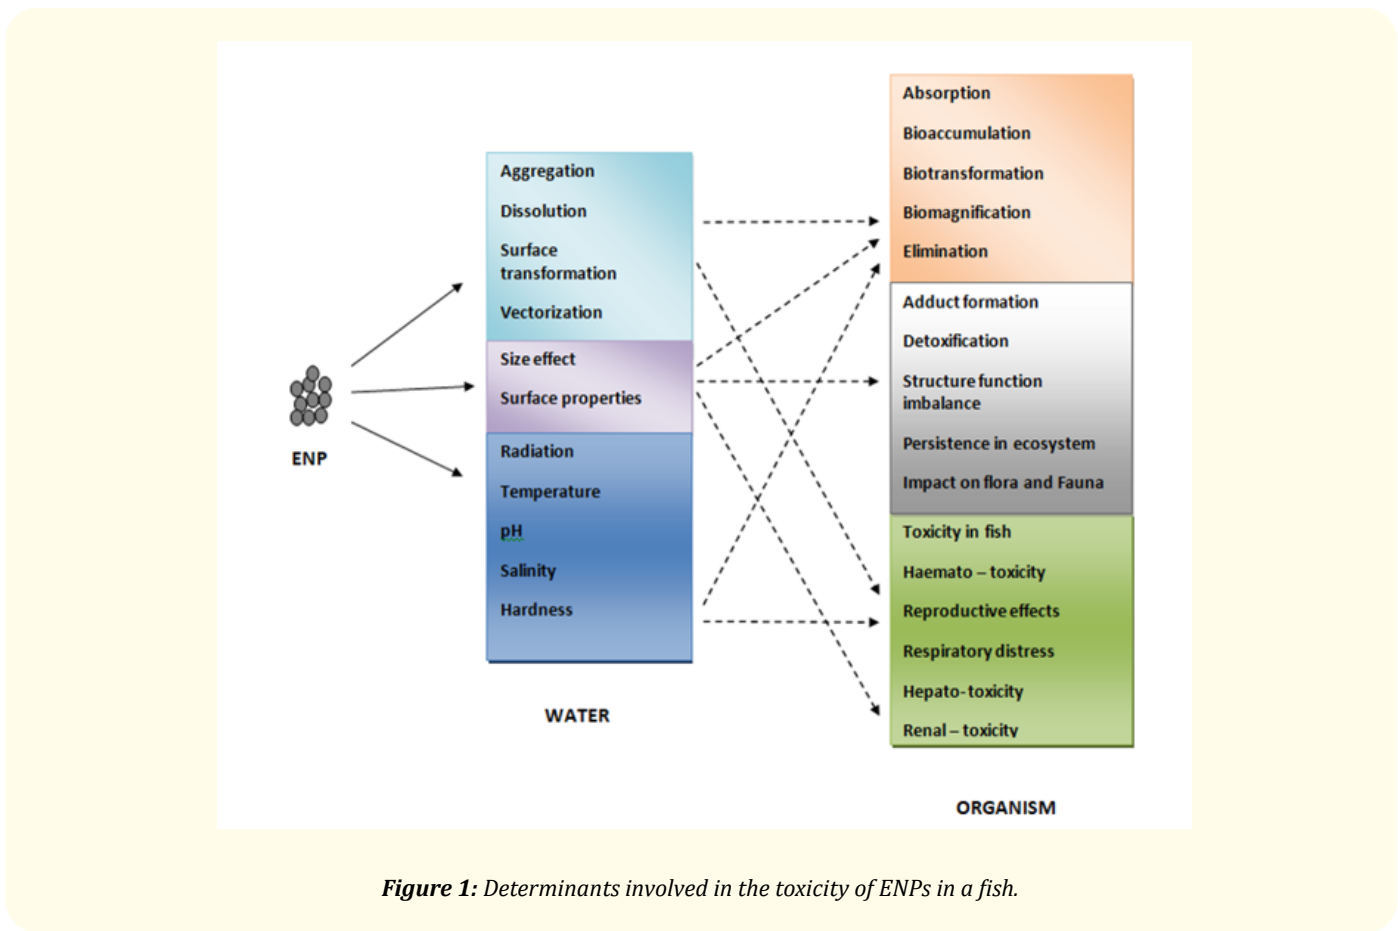 ENP
Aggregation
Dissolution
Surface
transformation
Vectorization
Size effect
Surface properties
Radiation
Temperature
pH
Salinity
Hardness
WATER
Absorption
Bioaccumulation
Biotransformation
Biomagnification
Elimination
Adduct formation
Detoxification
Structure function
imbalance
Persistence in ecosystem
Impact on flora and Fauna
Toxicity in fish
Haemato – toxicity
Reproductive effects
Respiratory distress
Hepato- toxicity
Renal – toxicity
ORGANISM
Figure 1: Determinants involved in the toxicity of ENPs in a fish.